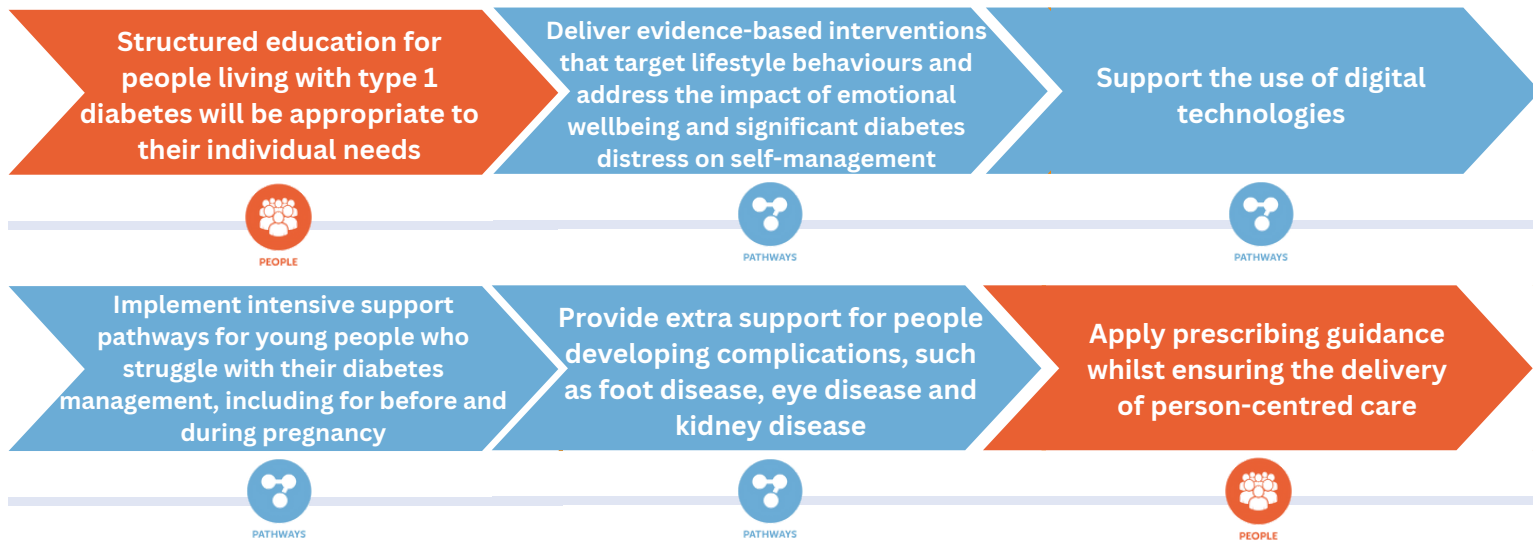 Structured education for
people living with type 1
diabetes will be appropriate to
their individual needs
Deliver evidence-based interventions
that target lifestyle behaviours and
address the impact of emotional
wellbeing and significant diabetes
distress on self-management
Support the use of digital
technologies
PEOPLE
PATHWAYS
PATHWAYS
Implement intensive support
pathways for young people who
struggle with their diabetes
management, including for before and
during pregnancy
Provide extra support for people
developing complications, such
as foot disease, eye disease and
kidney disease
Apply prescribing guidance
whilst ensuring the delivery
of person-centred care
PATHWAYS
PATHWAYS
PEOPLE